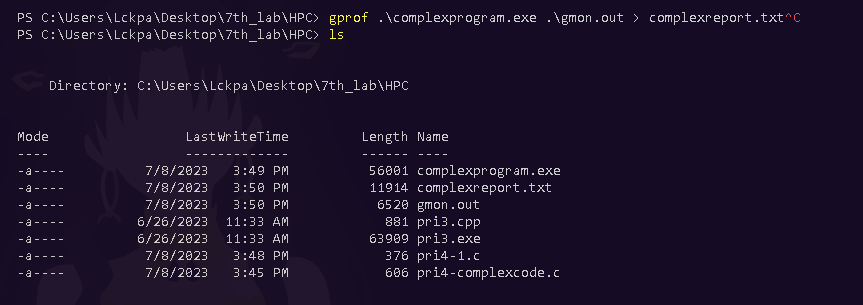 PS C:\Users\Lckpa\Desktop\7th_lab\HPC> gprof .\complexprogram.exe .\gmon.out > complexreport.txt^C
PS C:\Users\Lckpa\Desktop\7th_lab\HPC> ls
Directory: C:\Users\Lckpa\Desktop\7th_lab\HPC
Mode LastWriteTime Length Name
---- ------------- ------ ----
-a---- 7/8/2023 3:49 PM 56001 complexprogram.exe
-a---- 7/8/2023 3:50 PM 11914 complexreport.txt
-a---- 7/8/2023 3:50 PM 6520 gmon.out
-a---- 6/26/2023 11:33 AM 881 pri3.cpp
-a---- 6/26/2023 11:33 AM 63909 pri3.exe
-a---- 7/8/2023 3:48 PM 376 pri4-1.c
-a---- 7/8/2023 3:45 PM 606 pri4-complexcode.c